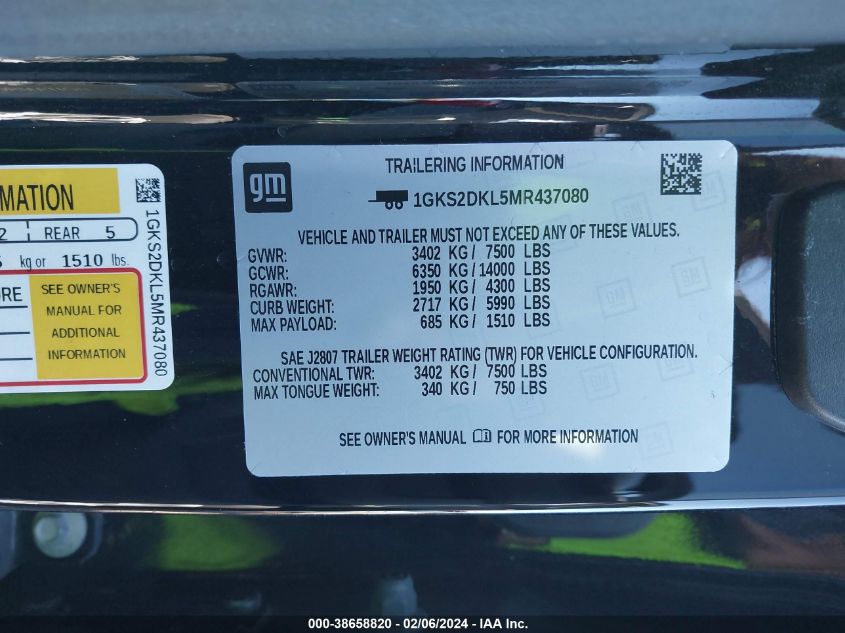 MATION
2 REAR 5
kg or 1510 lbs.
URE
SEE OWNER'S
MANUAL FOR
ADDITIONAL
INFORMATION
1GKS2DKL5MR437080
gm
TRAILERING INFORMATION
1GKS2DKL5MR437080
VEHICLE AND TRAILER MUST NOT EXCEED ANY OF THESE VALUES.
GVWR: 3402 KG / 7500 LBS
GCWR: 6350 KG / 14000 LBS
RGAWR: 1950 KG / 4300 LBS
CURB WEIGHT: 2717 KG / 5990 LBS
MAX PAYLOAD: 685 KG / 1510 LBS
SAE J2807 TRAILER WEIGHT RATING (TWR) FOR VEHICLE CONFIGURATION.
CONVENTIONAL TWR: 3402 KG / 7500 LBS
MAX TONGUE WEIGHT: 340 KG / 750 LBS
SEE OWNER'S MANUAL FOR MORE INFORMATION
000-38658820 - 02/06/2024 - IAA Inc.